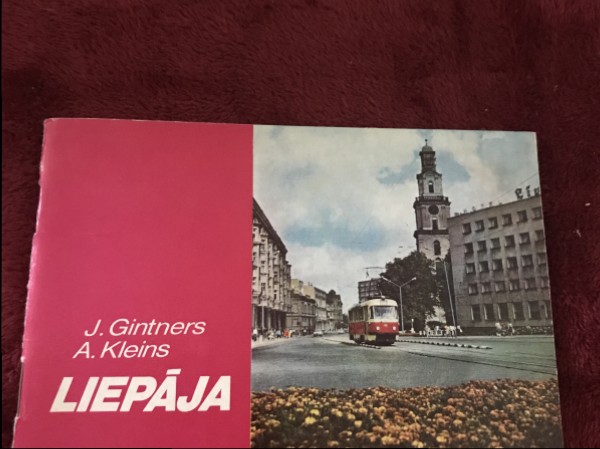 J. Gintners
A. Kleins
LIEPĀJA